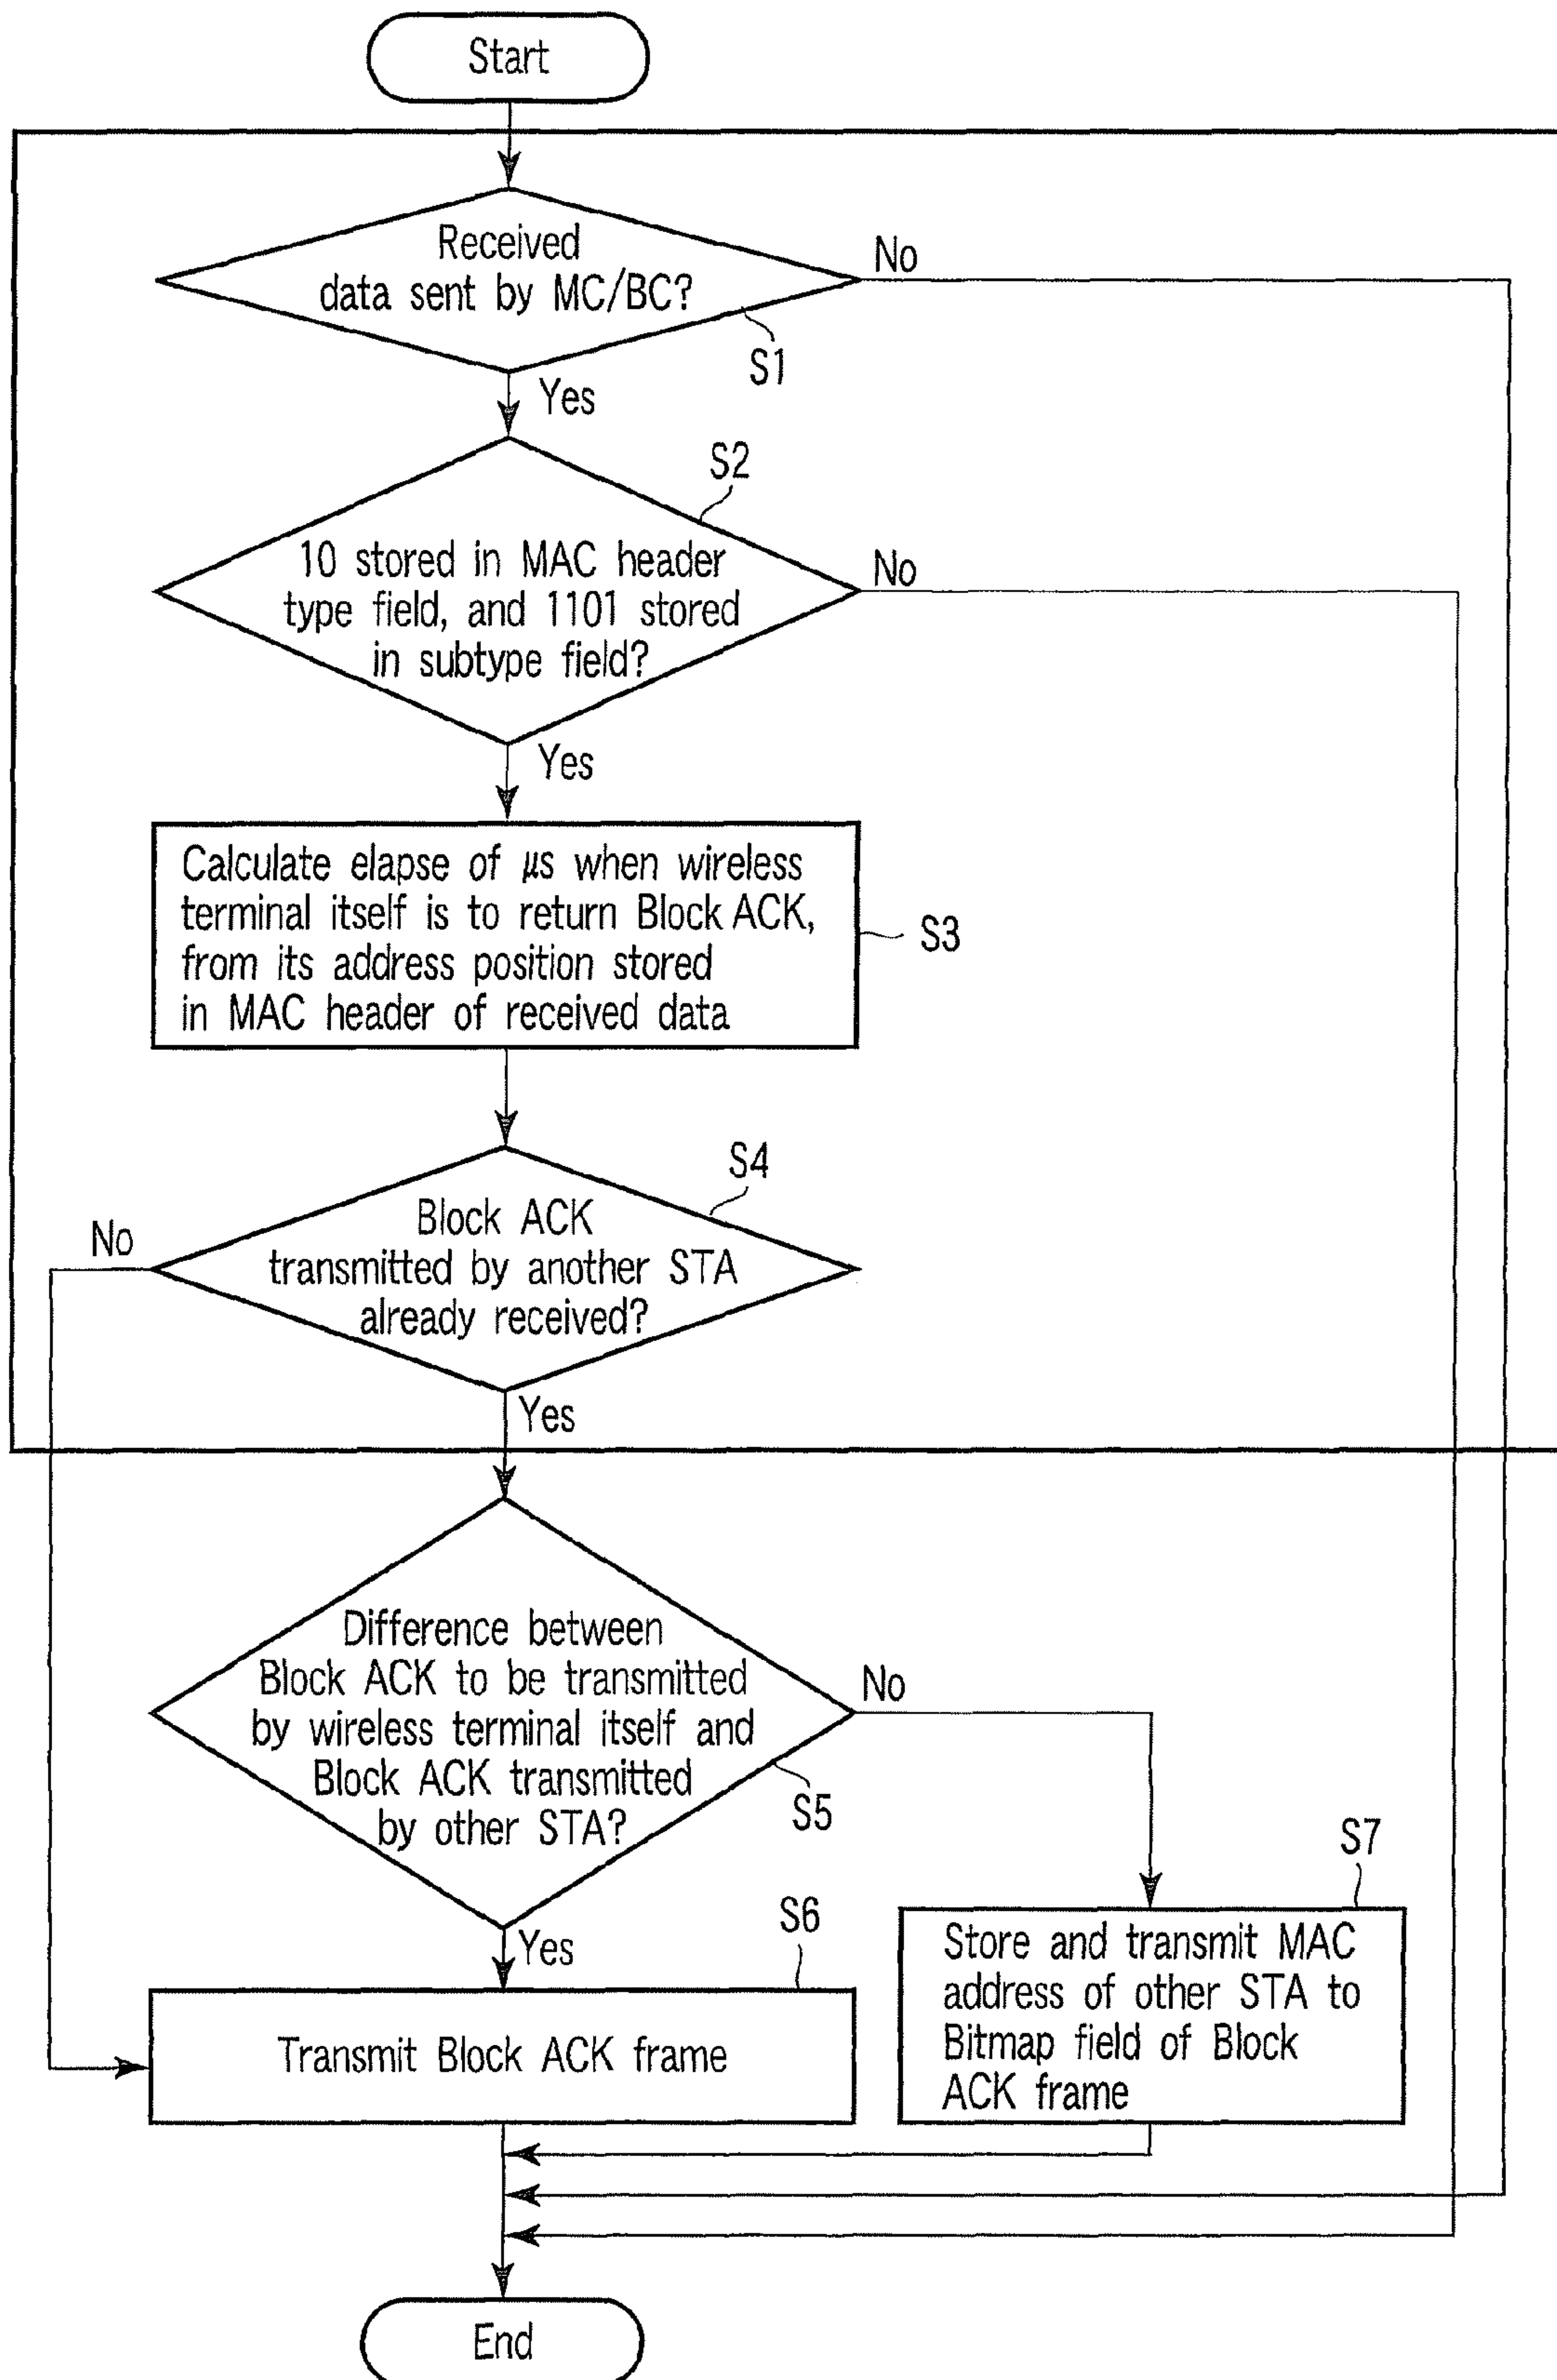 Start
Received
data sent by MC/BC?
No
S1
Yes
S2
10 stored in MAC header
type field, and 1101 stored
in subtype field?
No
Yes
Calculate elapse of µs when wireless
terminal itself is to return Block ACK,
from its address position stored
in MAC header of received data
S3
S4
Block ACK
transmitted by another STA
already received?
No
Yes
Difference between
Block ACK to be transmitted
by wireless terminal itself and
Block ACK transmitted
by other STA?
No
S5
Yes
S6
Transmit Block ACK frame
S7
Store and transmit MAC
address of other STA to
Bitmap field of Block
ACK frame
End